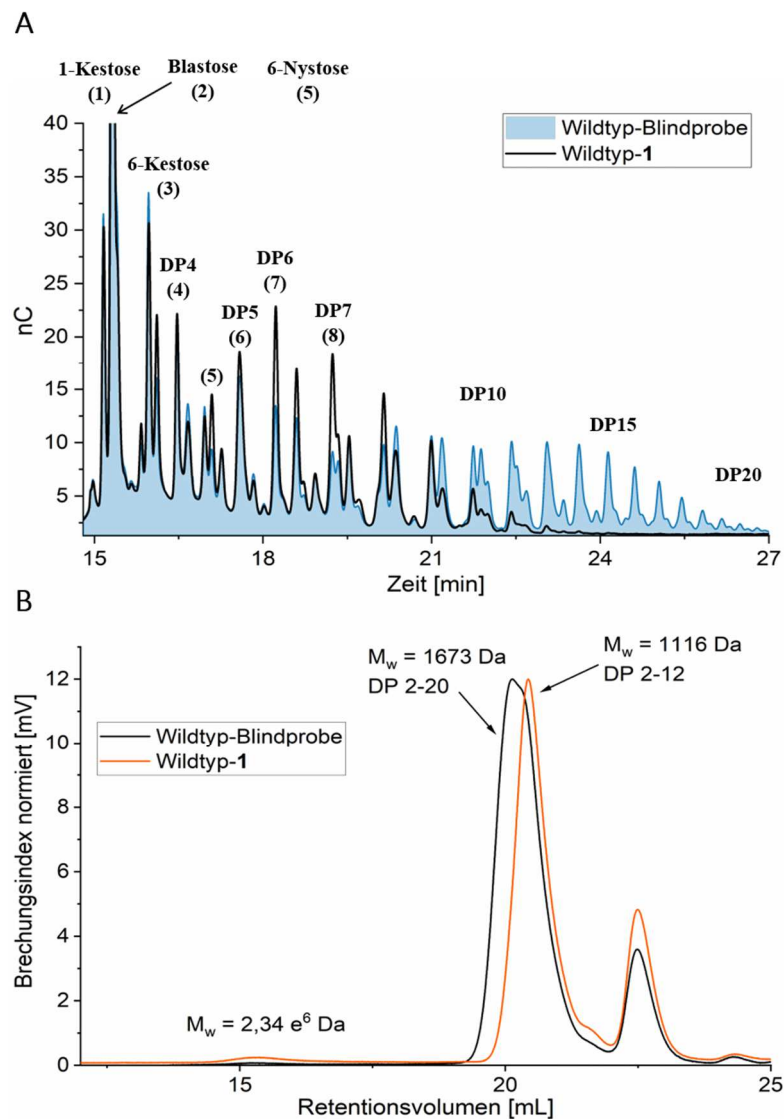 A
1-Kestose
(1)
Blastose
(2)
6-Nystose
(5)
40
35
30
25
20
15
10
5
nC
Wildtyp-Blindprobe
Wildtyp-1
6-Kestose
(3)
DP4
(4)
(5)
DP5
(6)
DP6
(7)
DP7
(8)
DP10
DP15
DP20
15
18
21
24
27
Zeit [min]
B
12
10
8
6
4
2
0
Brechungsindex normiert [mV]
Wildtyp-Blindprobe
Wildtyp-1
Mw = 1673 Da
DP 2-20
Mw = 1116 Da
DP 2-12
Mw = 2,34 e⁶ Da
15
20
25
Retentionsvolumen [mL]